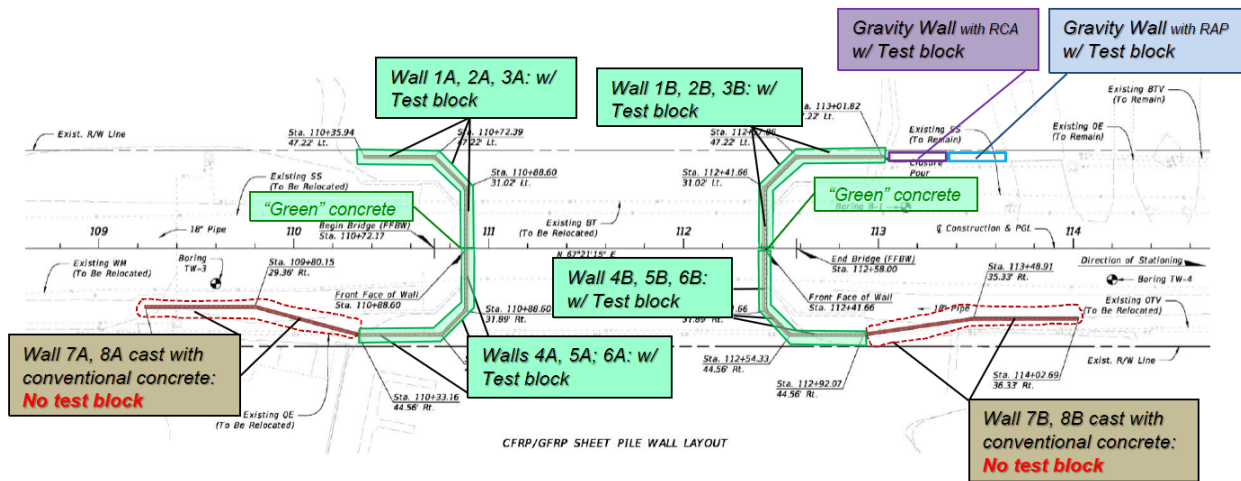 Gravity Wall with RCA
w/ Test block
Gravity Wall with RAP
w/ Test block
Wall 1A, 2A, 3A: w/
Test block
Wall 1B, 2B, 3B: w/
Test block
Existing BTV
(To Remain)
Exist. R/W Line
Sta. 110+35.94
47.22' Lt.
Sta. 110+72.39
47.22' Lt.
47.22' Lt.
Sta. 113+01.82
Existing SS
(To Remain)
Existing OE
(To Remain)
Closure
Pour
Sta. 110+88.60
31.02' Lt.
Sta. 112+41.66
31.02' Lt.
Existing SS
(To Be Relocated)
"Green" concrete
"Green" concrete
Boring B-1
Existing BT
(To Be Relocated)
Begin Bridge (FFBW)
Sta. 110+72.17
109
18" Pipe
110
111
112
113
114
℄ Construction & PGL
N 67°21'15" E
Existing WM
(To Be Relocated)
Boring
TW-3
Sta. 109+80.15
29.36' Rt.
End Bridge (FFBW)
Sta. 112+58.00
Sta. 113+48.91
35.33' Rt.
Direction of Stationing
Boring TW-4
Front Face of Wall
Sta. 110+88.60
Sta. 110+88.60
31.89' Rt.
Wall 4B, 5B, 6B:
w/ Test block
31.89' Rt.
Front Face of Wall
Sta. 112+41.66
18" Pipe
Existing OTV
(To Be Relocated)
Wall 7A, 8A cast with
conventional concrete:
No test block
Walls 4A, 5A; 6A: w/
Test block
Sta. 112+54.33
44.56' Rt.
Exist. R/W Line
Sta. 110+33.16
44.56' Rt.
Sta. 112+92.07
44.56' Rt.
Sta. 114+02.69
36.33' Rt.
Existing OE
(To Be Relocated)
Wall 7B, 8B cast with
conventional concrete:
No test block
CFRP/GFRP SHEET PILE WALL LAYOUT